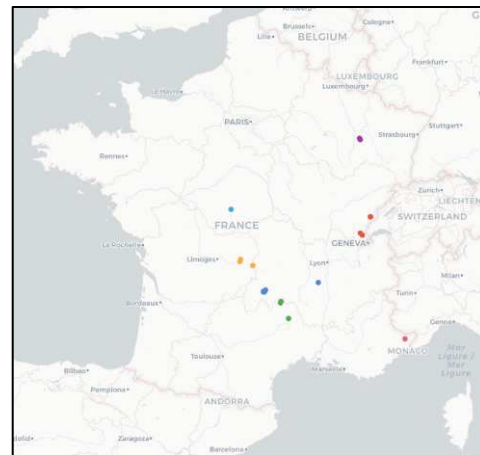 BELGIUM
Brussels
Cologne
Lille
Frankfurt
LUXEMBOURG
Luxembourg
Le Havre
PARIS
Strasbourg
Stuttgart
Rennes
Zurich
LIECHTEN
SWITZERLAND
FRANCE
GENEVA
La Rochelle
Limoges
Lyon
Milan
Turin
Bordeaux
Genoa
MONACO
Nar
Ligure /
Mer
Ligure
Toulouse
Marseille
Bilbao
Pamplona
ANDORRA
Zaragoza
Barcelona